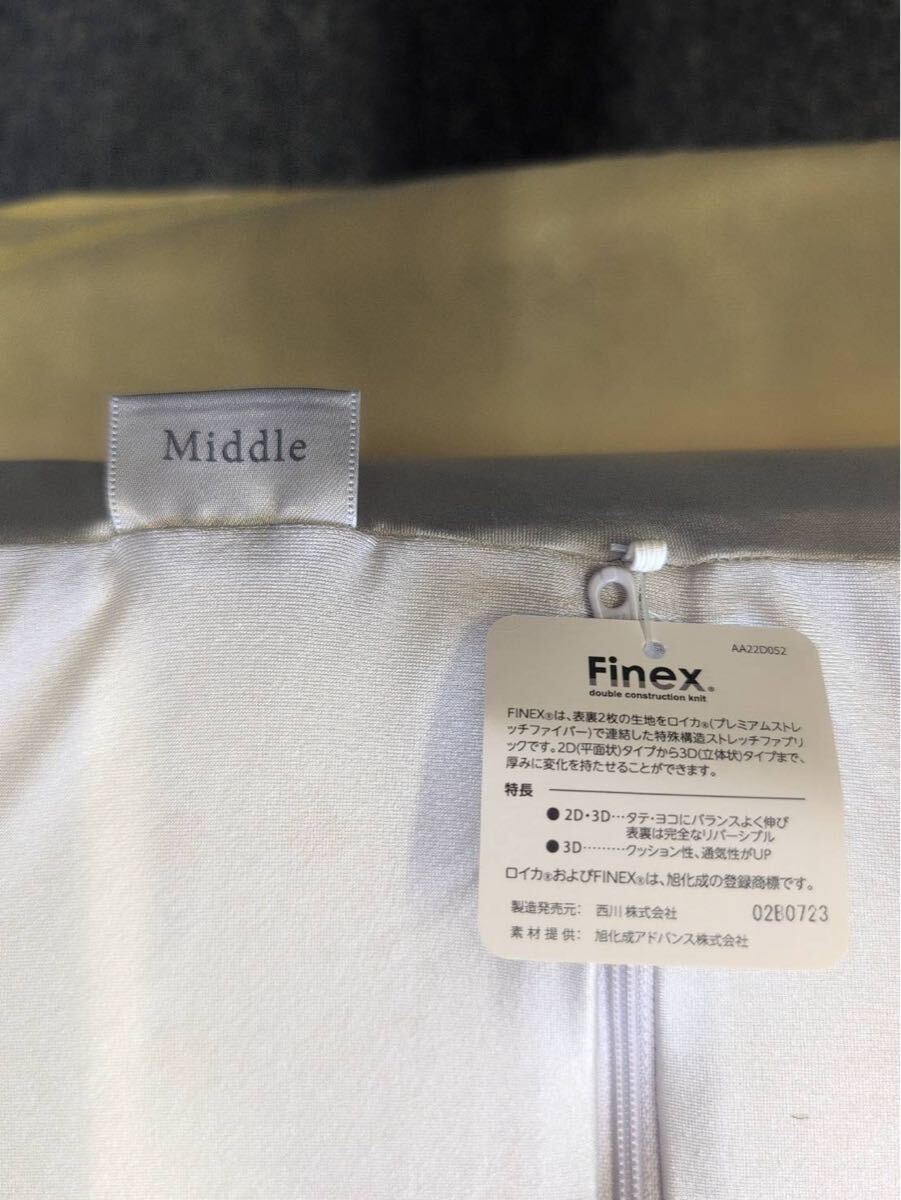 Middle
AA22D052
Finex®
double construction knit
FINEX®は、表裏2枚の生地をロイカ®(プレミアムストレ
ッチファイバー)で連結した特殊構造ストレッチファブリ
ックです。2D(平面状)タイプから3D(立体状)タイプまで、
厚みに変化を持たせることができます。
特長
●2D・3D…タテ・ヨコにバランスよく伸び
表裏は完全なリバーシブル
●3D………クッション性、通気性がUP
ロイカ®およびFINEX®は、旭化成の登録商標です。
製造発売元: 西川株式会社 02B0723
素材提供: 旭化成アドバンス株式会社